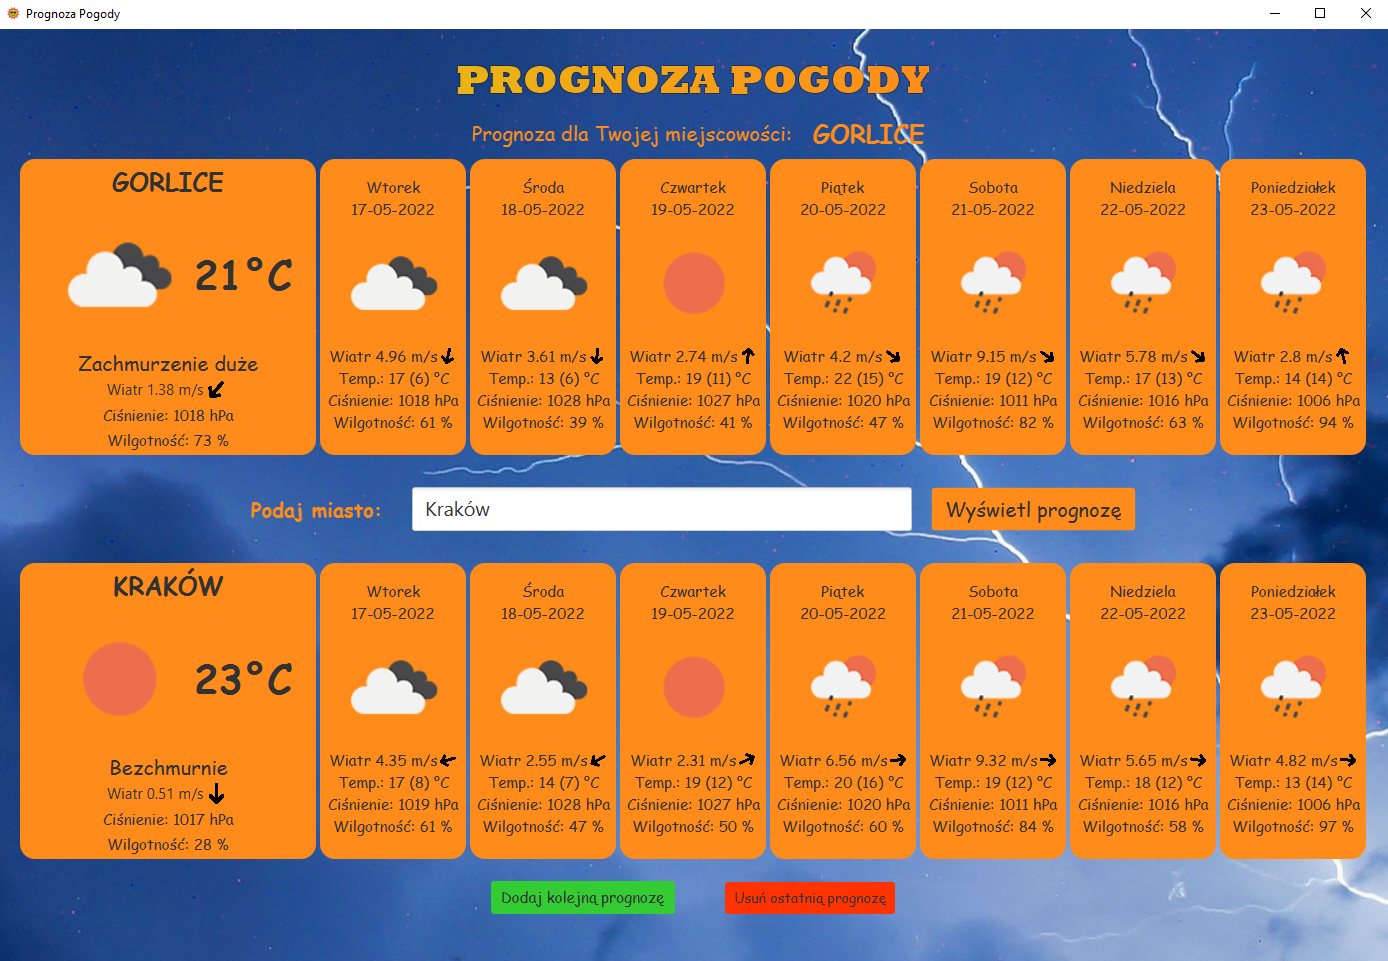 Prognoza Pogody
PROGNOZA POGODY
Prognoza dla Twojej miejscowości: GORLICE
GORLICE
21°C
Zachmurzenie duże
Wiatr 1.38 m/s
Ciśnienie: 1018 hPa
Wilgotność: 73 %
Wtorek
17-05-2022
Wiatr 4.96 m/s
Temp.: 17 (6) °C
Ciśnienie: 1018 hPa
Wilgotność: 61 %
Środa
18-05-2022
Wiatr 3.61 m/s
Temp.: 13 (6) °C
Ciśnienie: 1028 hPa
Wilgotność: 39 %
Czwartek
19-05-2022
Wiatr 2.74 m/s
Temp.: 19 (11) °C
Ciśnienie: 1027 hPa
Wilgotność: 41 %
Piątek
20-05-2022
Wiatr 4.2 m/s
Temp.: 22 (15) °C
Ciśnienie: 1020 hPa
Wilgotność: 47 %
Sobota
21-05-2022
Wiatr 9.15 m/s
Temp.: 19 (12) °C
Ciśnienie: 1011 hPa
Wilgotność: 82 %
Niedziela
22-05-2022
Wiatr 5.78 m/s
Temp.: 17 (13) °C
Ciśnienie: 1016 hPa
Wilgotność: 63 %
Poniedziałek
23-05-2022
Wiatr 2.8 m/s
Temp.: 14 (14) °C
Ciśnienie: 1006 hPa
Wilgotność: 94 %
Podaj miasto: Kraków Wyświetl prognozę
KRAKÓW
23°C
Bezchmurnie
Wiatr 0.51 m/s
Ciśnienie: 1017 hPa
Wilgotność: 28 %
Wtorek
17-05-2022
Wiatr 4.35 m/s
Temp.: 17 (8) °C
Ciśnienie: 1019 hPa
Wilgotność: 61 %
Środa
18-05-2022
Wiatr 2.55 m/s
Temp.: 14 (7) °C
Ciśnienie: 1028 hPa
Wilgotność: 47 %
Czwartek
19-05-2022
Wiatr 2.31 m/s
Temp.: 19 (12) °C
Ciśnienie: 1027 hPa
Wilgotność: 50 %
Piątek
20-05-2022
Wiatr 6.56 m/s
Temp.: 20 (16) °C
Ciśnienie: 1020 hPa
Wilgotność: 60 %
Sobota
21-05-2022
Wiatr 9.32 m/s
Temp.: 19 (12) °C
Ciśnienie: 1011 hPa
Wilgotność: 84 %
Niedziela
22-05-2022
Wiatr 5.65 m/s
Temp.: 18 (12) °C
Ciśnienie: 1016 hPa
Wilgotność: 58 %
Poniedziałek
23-05-2022
Wiatr 4.82 m/s
Temp.: 13 (14) °C
Ciśnienie: 1006 hPa
Wilgotność: 97 %
Dodaj kolejną prognozę
Usuń ostatnią prognozę